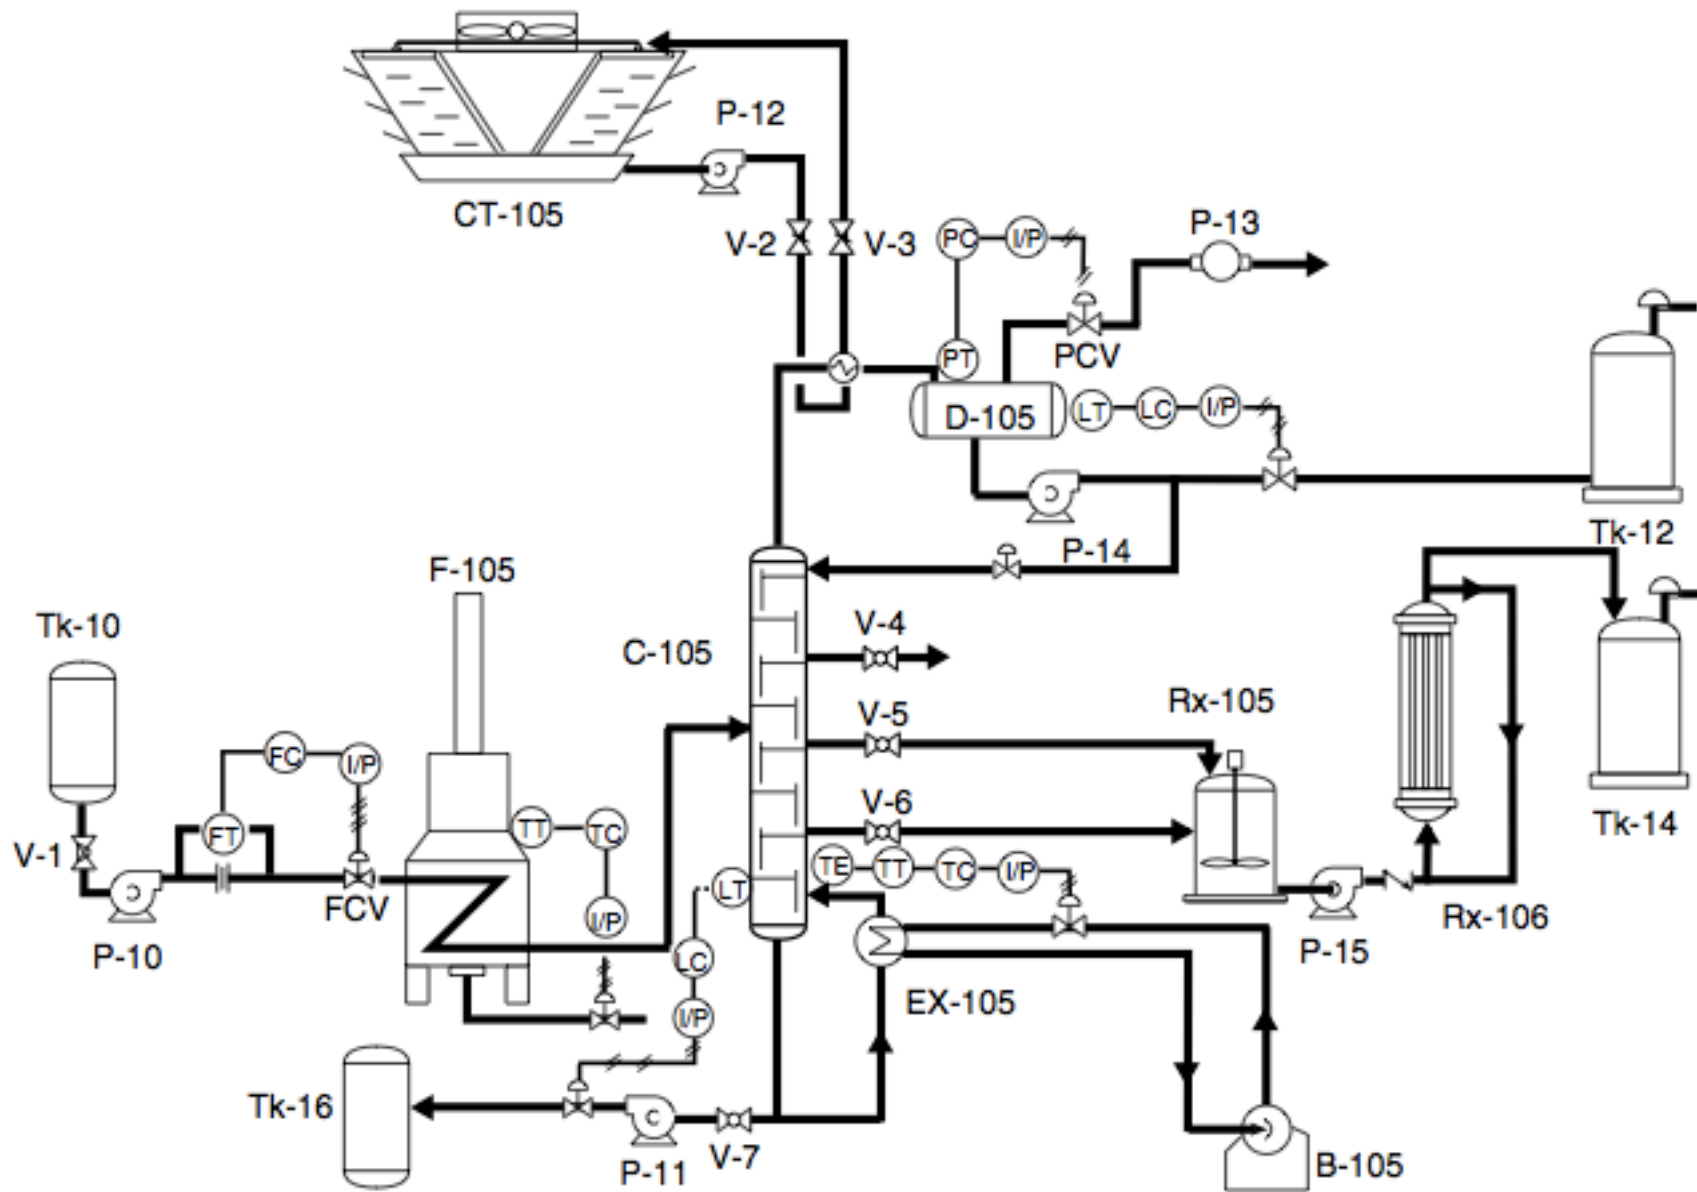 P-12
CT-105
V-2
V-3
PC
I/P
P-13
PT
PCV
D-105
LT
LC
I/P
Tk-12
P-14
F-105
Tk-10
C-105
V-4
V-5
V-6
Rx-105
Tk-14
FC
I/P
FT
TT
TC
V-1
FCV
P-10
I/P
LT
LC
I/P
TE
TT
TC
I/P
EX-105
P-15
Rx-106
Tk-16
P-11
V-7
B-105